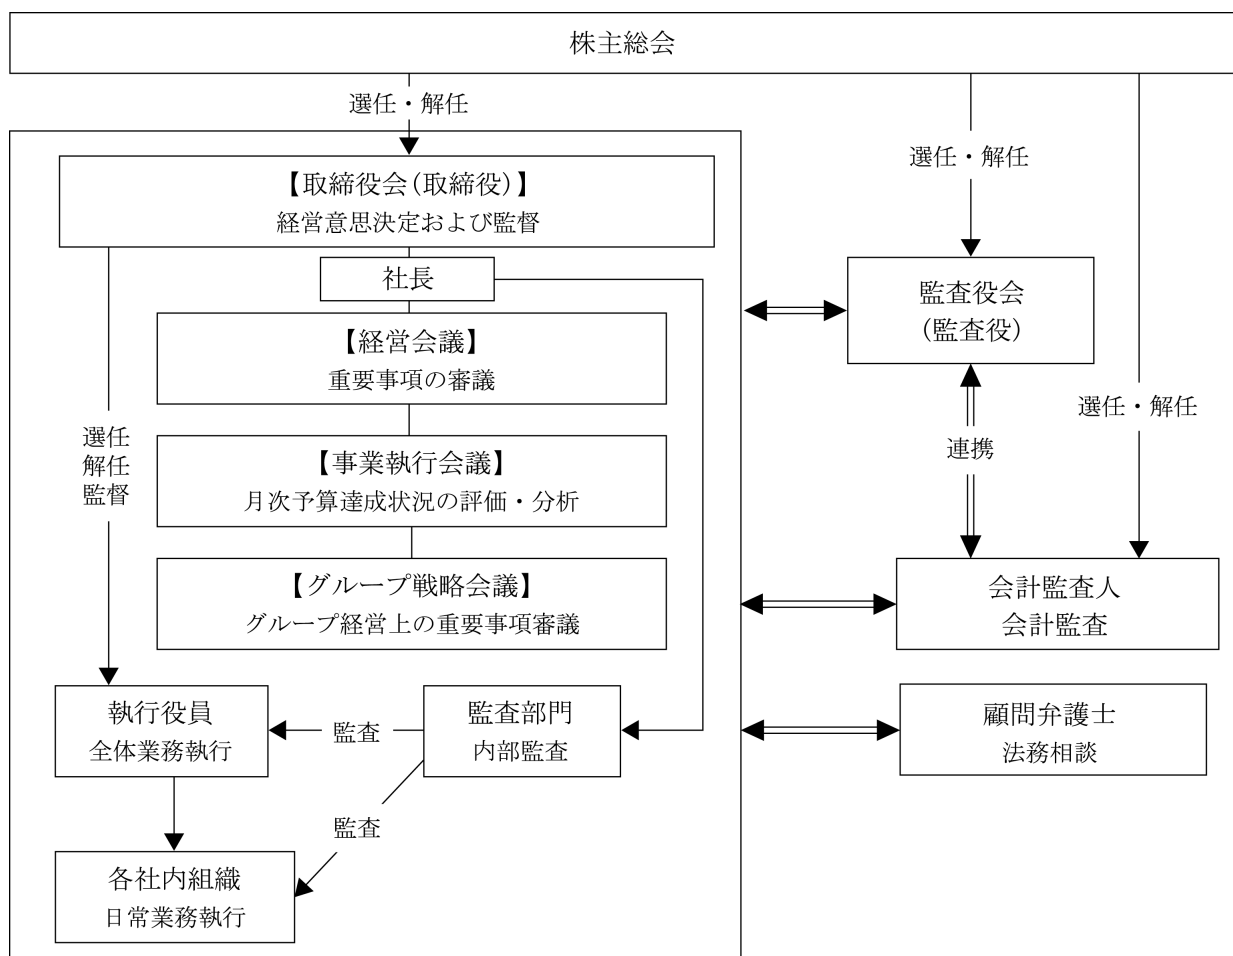 株主総会
選任・解任
選任・解任
【取締役会(取締役)】
経営意思決定および監督
社長
監査役会
(監査役)
【経営会議】
重要事項の審議
選任・解任
選任
解任
監督
連携
【事業執行会議】
月次予算達成状況の評価・分析
【グループ戦略会議】
グループ経営上の重要事項審議
会計監査人
会計監査
執行役員
全体業務執行
監査
監査部門
内部監査
顧問弁護士
法務相談
監査
各社内組織
日常業務執行